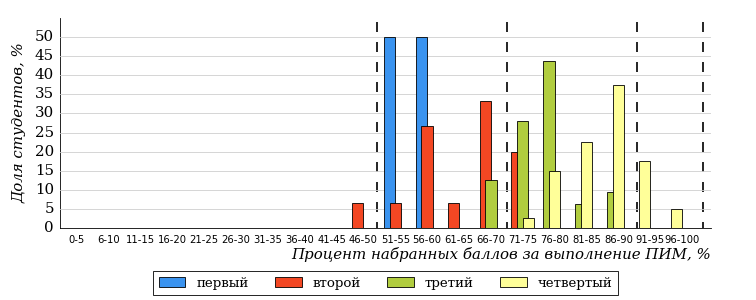 Доля студентов, %
50
45
40
35
30
25
20
15
10
5
0
0-5 6-10 11-15 16-20 21-25 26-30 31-35 36-40 41-45 46-50 51-55 56-60 61-65 66-70 71-75 76-80 81-85 86-90 91-95 96-100
Процент набранных баллов за выполнение ПИМ, %
первый второй третий четвертый